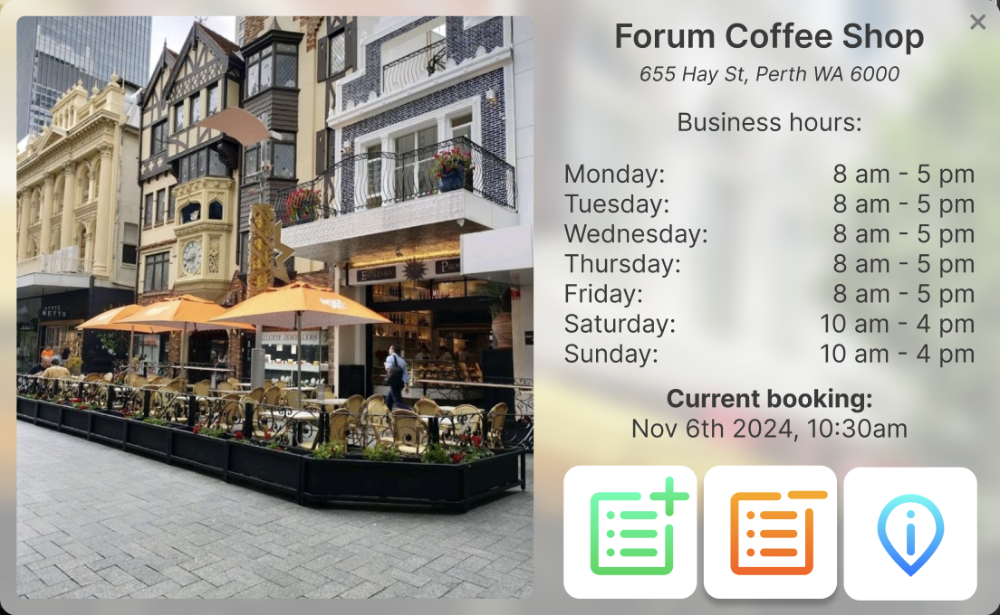 Forum Coffee Shop
655 Hay St, Perth WA 6000
Business hours:
Monday: 8 am - 5 pm
Tuesday: 8 am - 5 pm
Wednesday: 8 am - 5 pm
Thursday: 8 am - 5 pm
Friday: 8 am - 5 pm
Saturday: 10 am - 4 pm
Sunday: 10 am - 4 pm
Current booking:
Nov 6th 2024, 10:30am
BETTS
ESPRESSO
JEWELLERS